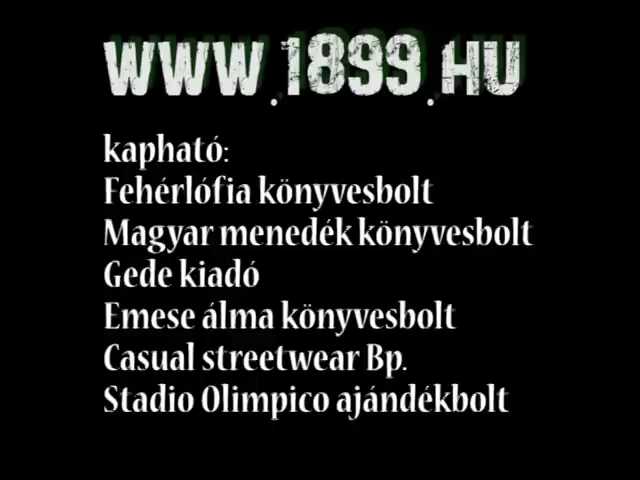 WWW.1899.HU
kapható:
Fehérlófia könyvesbolt
Magyar menedék könyvesbolt
Gede kiadó
Emese álma könyvesbolt
Casual streetwear Bp.
Stadio Olimpico ajándékbolt